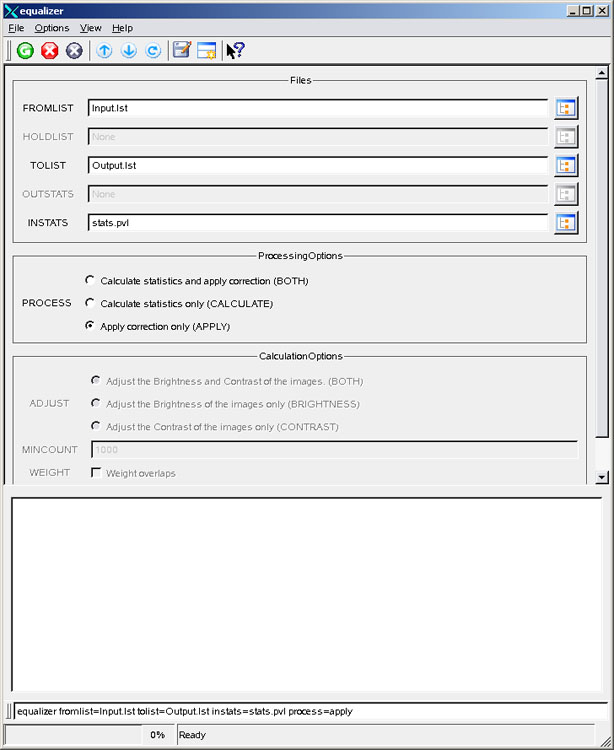 equalizer
File Options View Help
Files
FROMLIST Input.lst
HOLDLIST None
TOLIST Output.lst
OUTSTATS None
INSTATS stats.pvl
ProcessingOptions
Calculate statistics and apply correction (BOTH)
PROCESS Calculate statistics only (CALCULATE)
Apply correction only (APPLY)
CalculationOptions
Adjust the Brightness and Contrast of the images. (BOTH)
ADJUST Adjust the Brightness of the images only (BRIGHTNESS)
Adjust the Contrast of the images only (CONTRAST)
MINCOUNT 1000
WEIGHT Weight overlaps
equalizer fromlist=Input.lst tolist=Output.lst instats=stats.pvl process=apply
0% Ready